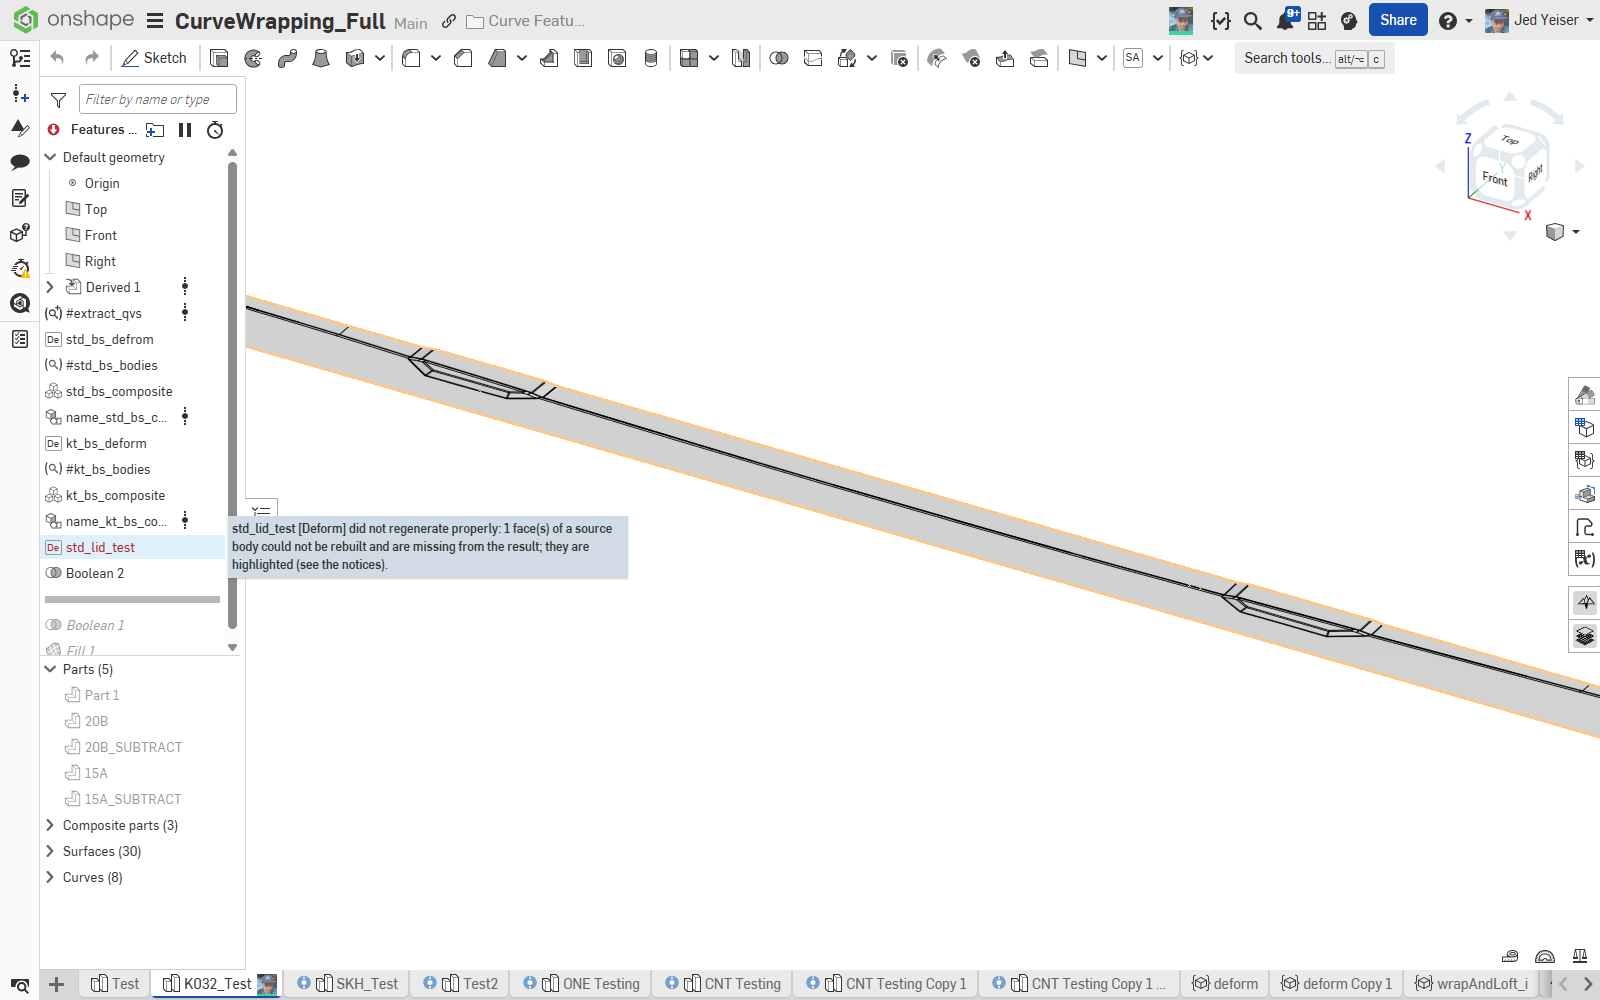 onshape
CurveWrapping_Full Main Curve Featu...
9+
Share
Jed Yeiser
Sketch
SA
Search tools... alt/⌥ c
Filter by name or type
Features ...
Default geometry
Origin
Top
Front
Right
Derived 1
#extract_qvs
De std_bs_defrom
#std_bs_bodies
std_bs_composite
name_std_bs_c...
De kt_bs_deform
#kt_bs_bodies
kt_bs_composite
name_kt_bs_co...
De std_lid_test
Boolean 2
Boolean 1
Fill 1
std_lid_test [Deform] did not regenerate properly: 1 face(s) of a source
body could not be rebuilt and are missing from the result; they are
highlighted (see the notices).
Parts (5)
Part 1
20B
20B_SUBTRACT
15A
15A_SUBTRACT
Composite parts (3)
Surfaces (30)
Curves (8)
Z
Top
Y
Front
Right
X
Test
K032_Test
SKH_Test
Test2
ONE Testing
CNT Testing
CNT Testing Copy 1
CNT Testing Copy 1 ...
deform
deform Copy 1
wrapAndLoft_i